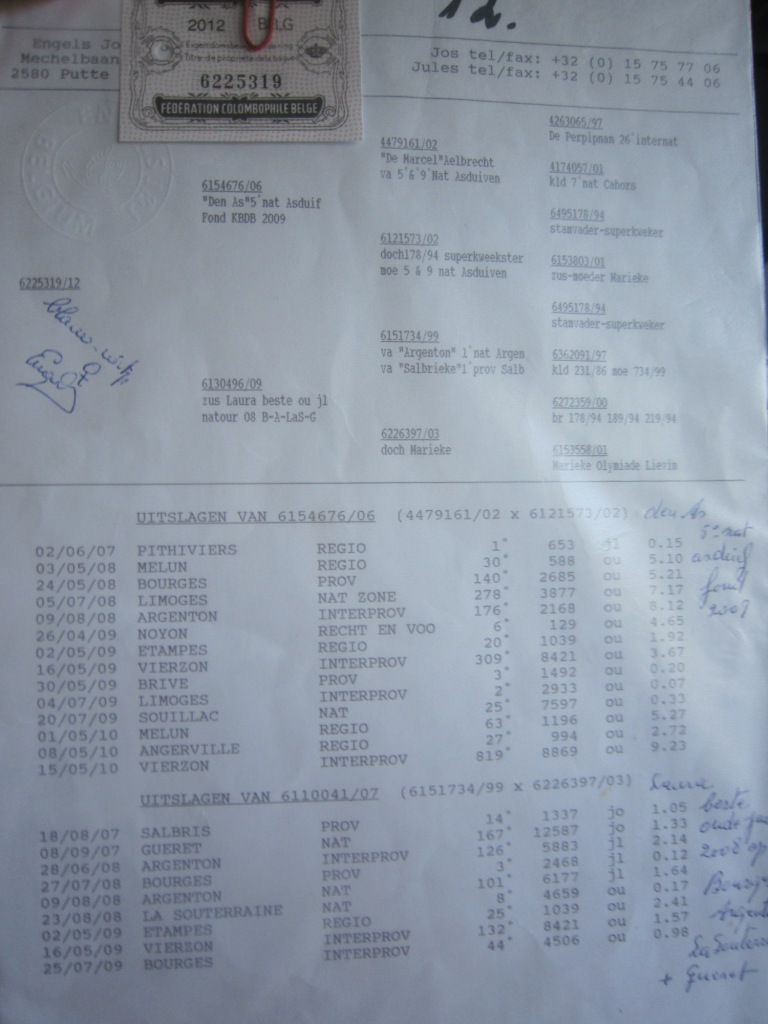 12.
2012 BELG
6225319
FEDERATION COLOMBOPHILE BELGE
Engels Jo
Mechelbaan
2580 Putte
Jos tel/fax: +32 (0) 15 75 77 06
Jules tel/fax: +32 (0) 15 75 44 06
6225319/12
6154676/06
"Den As"5°nat Asduif
Fond KBDB 2009
6130496/09
zus Laura beste ou jl
natour 08 B-A-LaS-G
4479161/02
"De Marcel"Aelbrecht
va 5°& 9°Nat Asduiven
6121573/02
doch178/94 superkweekster
moe 5 & 9 nat Asduiven
6151734/99
va "Argenton" 1°nat Argen
va "Salbrieke"1°prov Salb
6226397/03
doch Marieke
4263065/97
De Perpipnan 26°internat
4174057/01
kld 7°nat Cahors
6495178/94
stamvader-superkweker
6153803/01
zus-moeder Marieke
6495178/94
stamvader-superkweker
6362091/97
kld 231/86 moe 734/99
6272359/00
br 178/94 189/94 219/94
6153558/01
Marieke Olymiade Lievin
UITSLAGEN VAN 6154676/06 (4479161/02 x 6121573/02) den As
5° nat
asduif
fond
2009
02/06/07 PITHIVIERS REGIO 1° 653 jl 0.15
03/05/08 MELUN REGIO 30° 588 ou 5.10
24/05/08 BOURGES PROV 140° 2685 ou 5.21
05/07/08 LIMOGES NAT ZONE 278° 3877 ou 7.17
09/08/08 ARGENTON INTERPROV 176° 2168 ou 8.12
26/04/09 NOYON RECHT EN VOO 6° 129 ou 4.65
02/05/09 ETAMPES REGIO 20° 1039 ou 1.92
16/05/09 VIERZON INTERPROV 309° 8421 ou 3.67
30/05/09 BRIVE PROV 3° 1492 ou 0.20
04/07/09 LIMOGES INTERPROV 2° 2933 ou 0.07
20/07/09 SOUILLAC NAT 25° 7597 ou 0.33
01/05/10 MELUN REGIO 63° 1196 ou 5.27
08/05/10 ANGERVILLE REGIO 27° 994 ou 2.72
15/05/10 VIERZON INTERPROV 819° 8869 ou 9.23
UITSLAGEN VAN 6110041/07 (6151734/99 x 6226397/03) Laura
beste
oude
2008 op
Bourges
Argenton
La Souterr
+ Gueret
18/08/07 SALBRIS PROV 14° 1337 jo 1.05
08/09/07 GUERET NAT 167° 12587 jo 1.33
28/06/08 ARGENTON INTERPROV 126° 5883 jl 2.14
27/07/08 BOURGES PROV 3° 2468 jl 0.12
09/08/08 ARGENTON NAT 101° 6177 jl 1.64
23/08/08 LA SOUTERRAINE NAT 8° 4659 ou 0.17
02/05/09 ETAMPES REGIO 25° 1039 ou 2.41
16/05/09 VIERZON INTERPROV 132° 8421 ou 1.57
25/07/09 BOURGES INTERPROV 44° 4506 ou 0.98